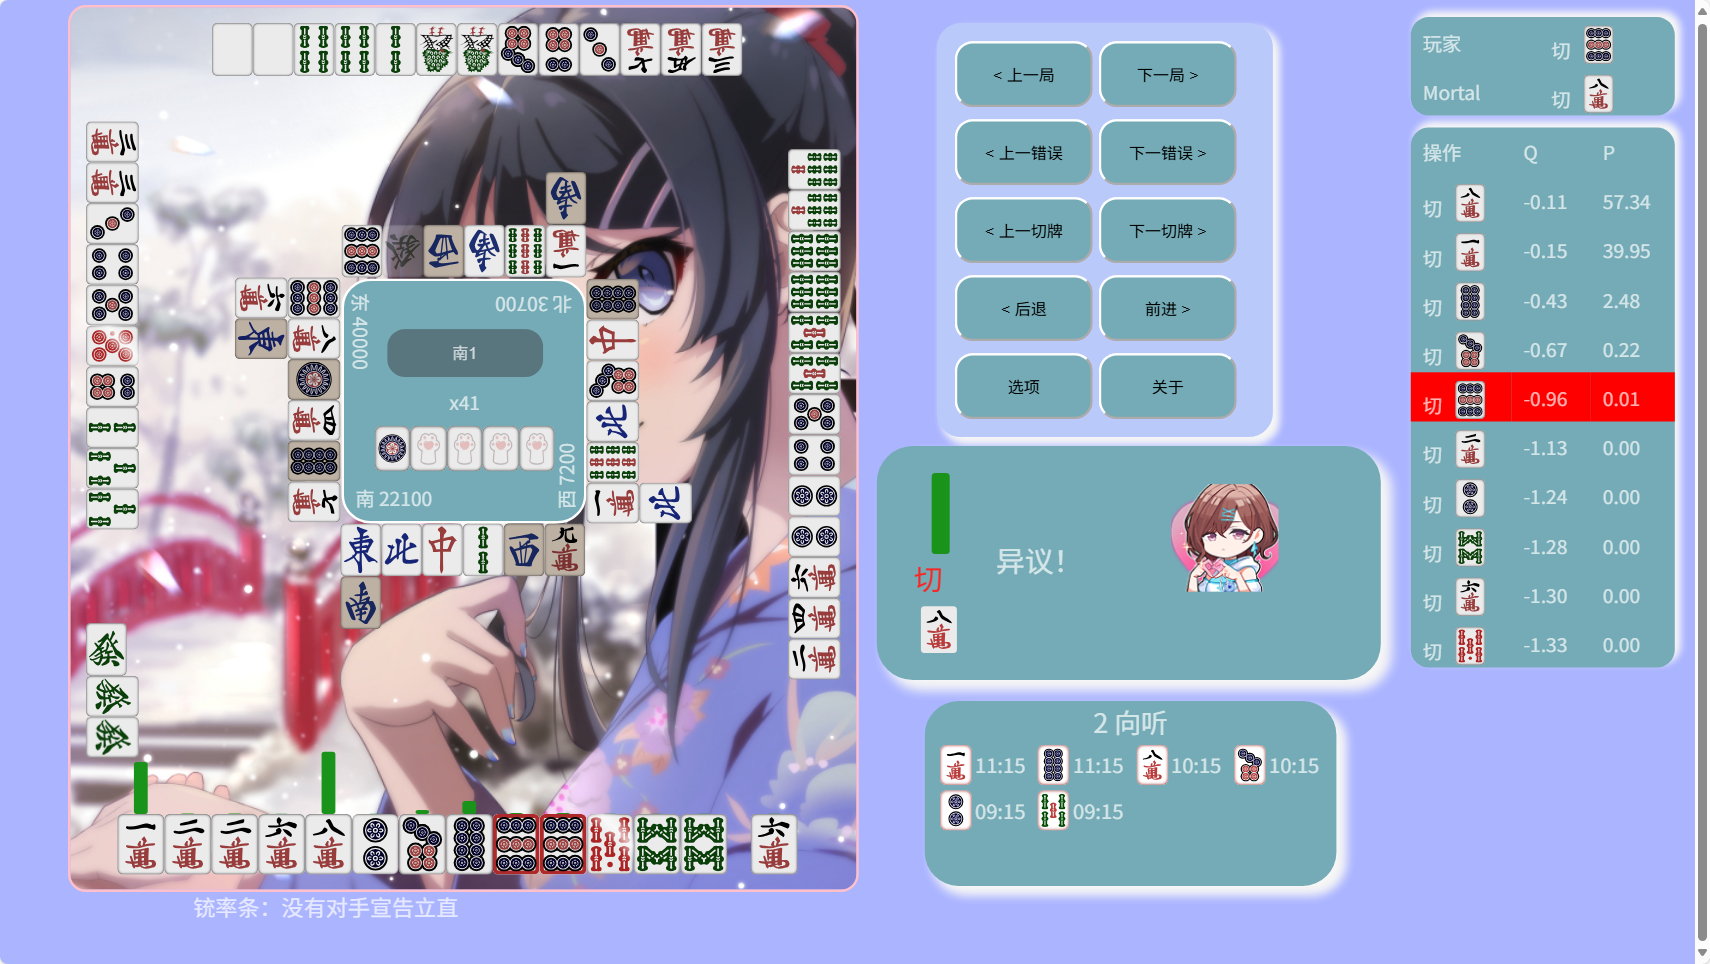 东 40000
北 30700
南1
x41
南 22100
西 7200
铳率条：没有对手宣告立直
< 上一局
下一局 >
< 上一错误
下一错误 >
< 上一切牌
下一切牌 >
< 后退
前进 >
选项
关于
切
异议！
2 向听
11:15 11:15 10:15 10:15
09:15 09:15
玩家 切
Mortal 切
操作 Q P
切 -0.11 57.34
切 -0.15 39.95
切 -0.43 2.48
切 -0.67 0.22
切 -0.96 0.01
切 -1.13 0.00
切 -1.24 0.00
切 -1.28 0.00
切 -1.30 0.00
切 -1.33 0.00